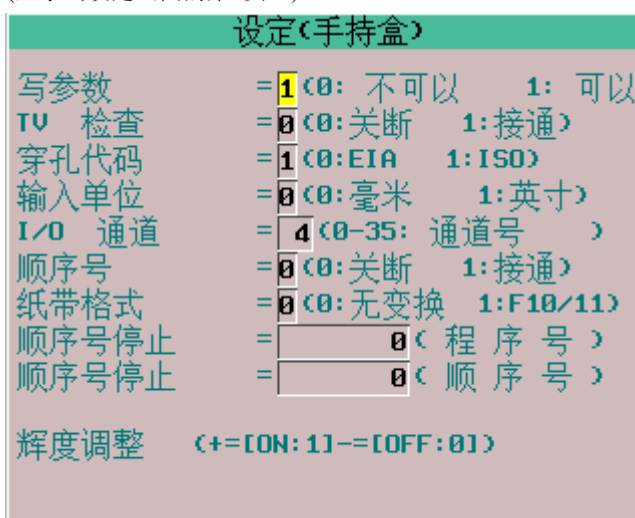 设定(手持盒)
写参数 =1(0: 不可以 1: 可以
TV 检查 =0(0:关断 1:接通)
穿孔代码 =1(0:EIA 1:ISO)
输入单位 =0(0:毫米 1:英寸)
I/O 通道 = 4(0-35: 通道号 )
顺序号 =0(0:关断 1:接通)
纸带格式 =0(0:无变换 1:F10/11)
顺序号停止 = 0( 程 序 号 )
顺序号停止 = 0( 顺 序 号 )
辉度调整 (+=[ON:1]-=[OFF:0])